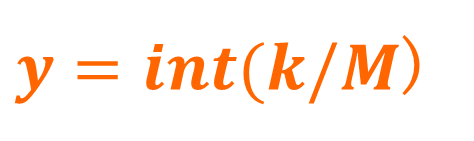 y = int(k/M)